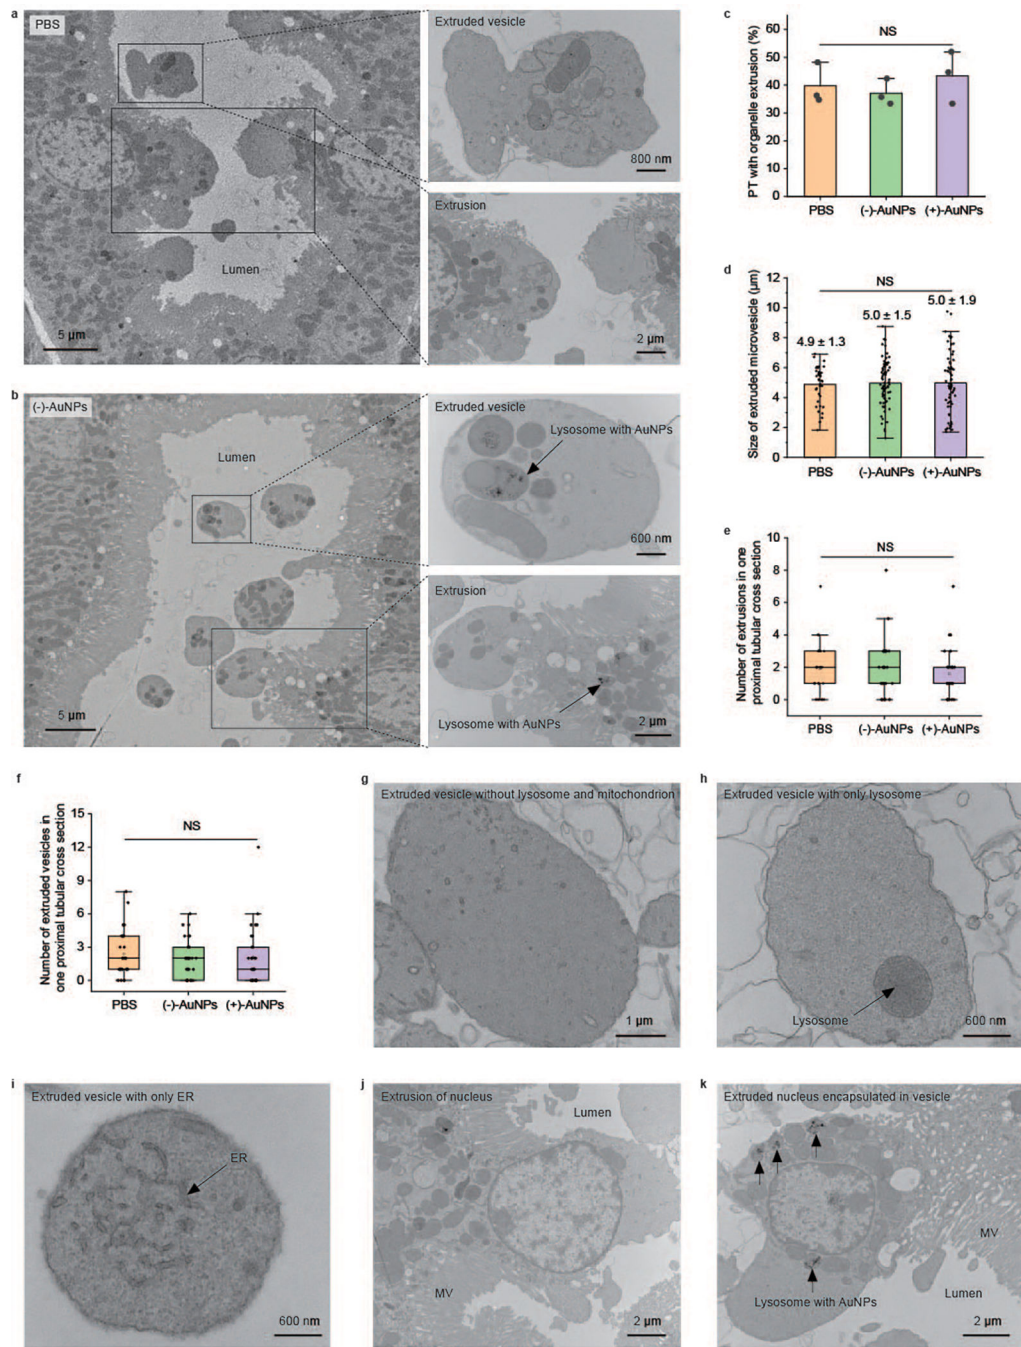 a
PBS
Lumen
5 µm
Extruded vesicle
800 nm
Extrusion
2 µm
b
(-)-AuNPs
Lumen
5 µm
Extruded vesicle
Lysosome with AuNPs
600 nm
Extrusion
Lysosome with AuNPs
2 µm
c
PT with organelle extrusion (%)
NS
60
50
40
30
20
10
0
PBS
(-)-AuNPs
(+)-AuNPs
d
Size of extruded microvesicle (µm)
NS
4.9 ± 1.3
5.0 ± 1.5
5.0 ± 1.9
12
10
8
6
4
2
0
PBS
(-)-AuNPs
(+)-AuNPs
e
Number of extrusions in one
proximal tubular cross section
NS
10
8
6
4
2
0
PBS
(-)-AuNPs
(+)-AuNPs
f
Number of extruded vesicles in
one proximal tubular cross section
NS
15
12
9
6
3
0
PBS
(-)-AuNPs
(+)-AuNPs
g
Extruded vesicle without lysosome and mitochondrion
1 µm
h
Extruded vesicle with only lysosome
Lysosome
600 nm
i
Extruded vesicle with only ER
ER
600 nm
j
Extrusion of nucleus
Lumen
MV
2 µm
k
Extruded nucleus encapsulated in vesicle
MV
Lysosome with AuNPs
Lumen
2 µm